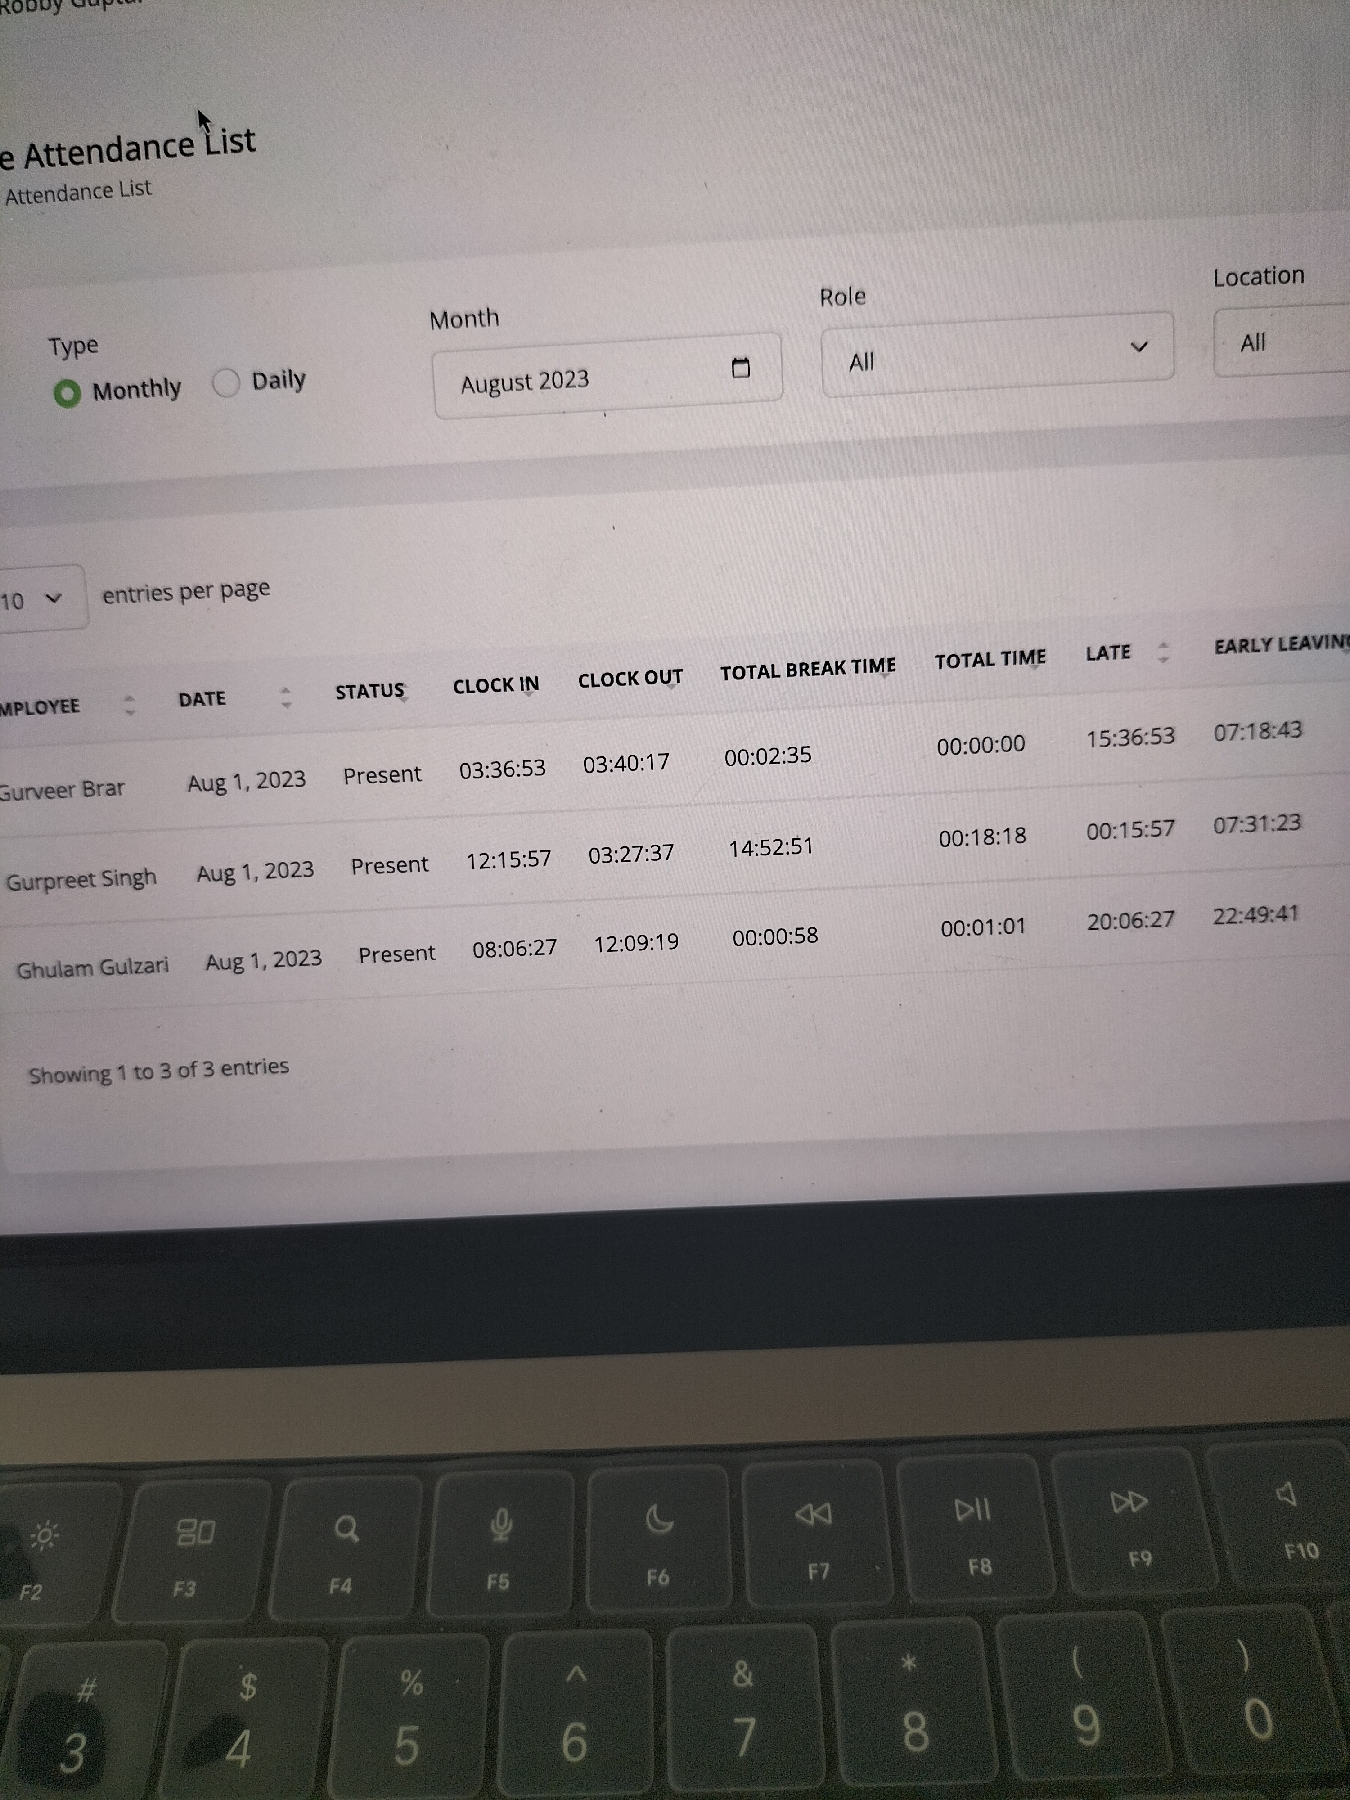 Robby Gupta
e Attendance List
Attendance List
Type
Monthly Daily
Month
August 2023
Role
All
Location
All
10 entries per page
MPLOYEE DATE STATUS CLOCK IN CLOCK OUT TOTAL BREAK TIME TOTAL TIME LATE EARLY LEAVING
Gurveer Brar Aug 1, 2023 Present 03:36:53 03:40:17 00:02:35 00:00:00 15:36:53 07:18:43
Gurpreet Singh Aug 1, 2023 Present 12:15:57 03:27:37 14:52:51 00:18:18 00:15:57 07:31:23
Ghulam Gulzari Aug 1, 2023 Present 08:06:27 12:09:19 00:00:58 00:01:01 20:06:27 22:49:41
Showing 1 to 3 of 3 entries
F2 F3 F4 F5 F6 F7 F8 F9 F10
# $ % ^ & * ( )
3 4 5 6 7 8 9 0